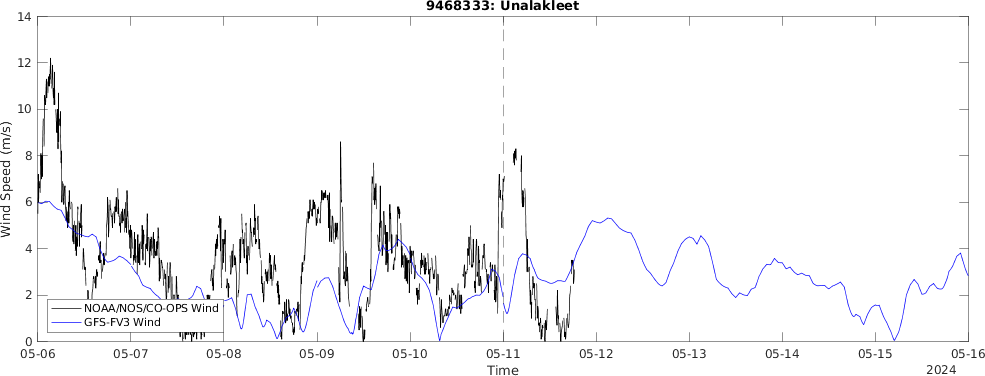 9468333: Unalakleet
Wind Speed (m/s)
14
12
10
8
6
4
2
0
NOAA/NOS/CO-OPS Wind
GFS-FV3 Wind
05-06 05-07 05-08 05-09 05-10 05-11 05-12 05-13 05-14 05-15 05-16
Time
2024